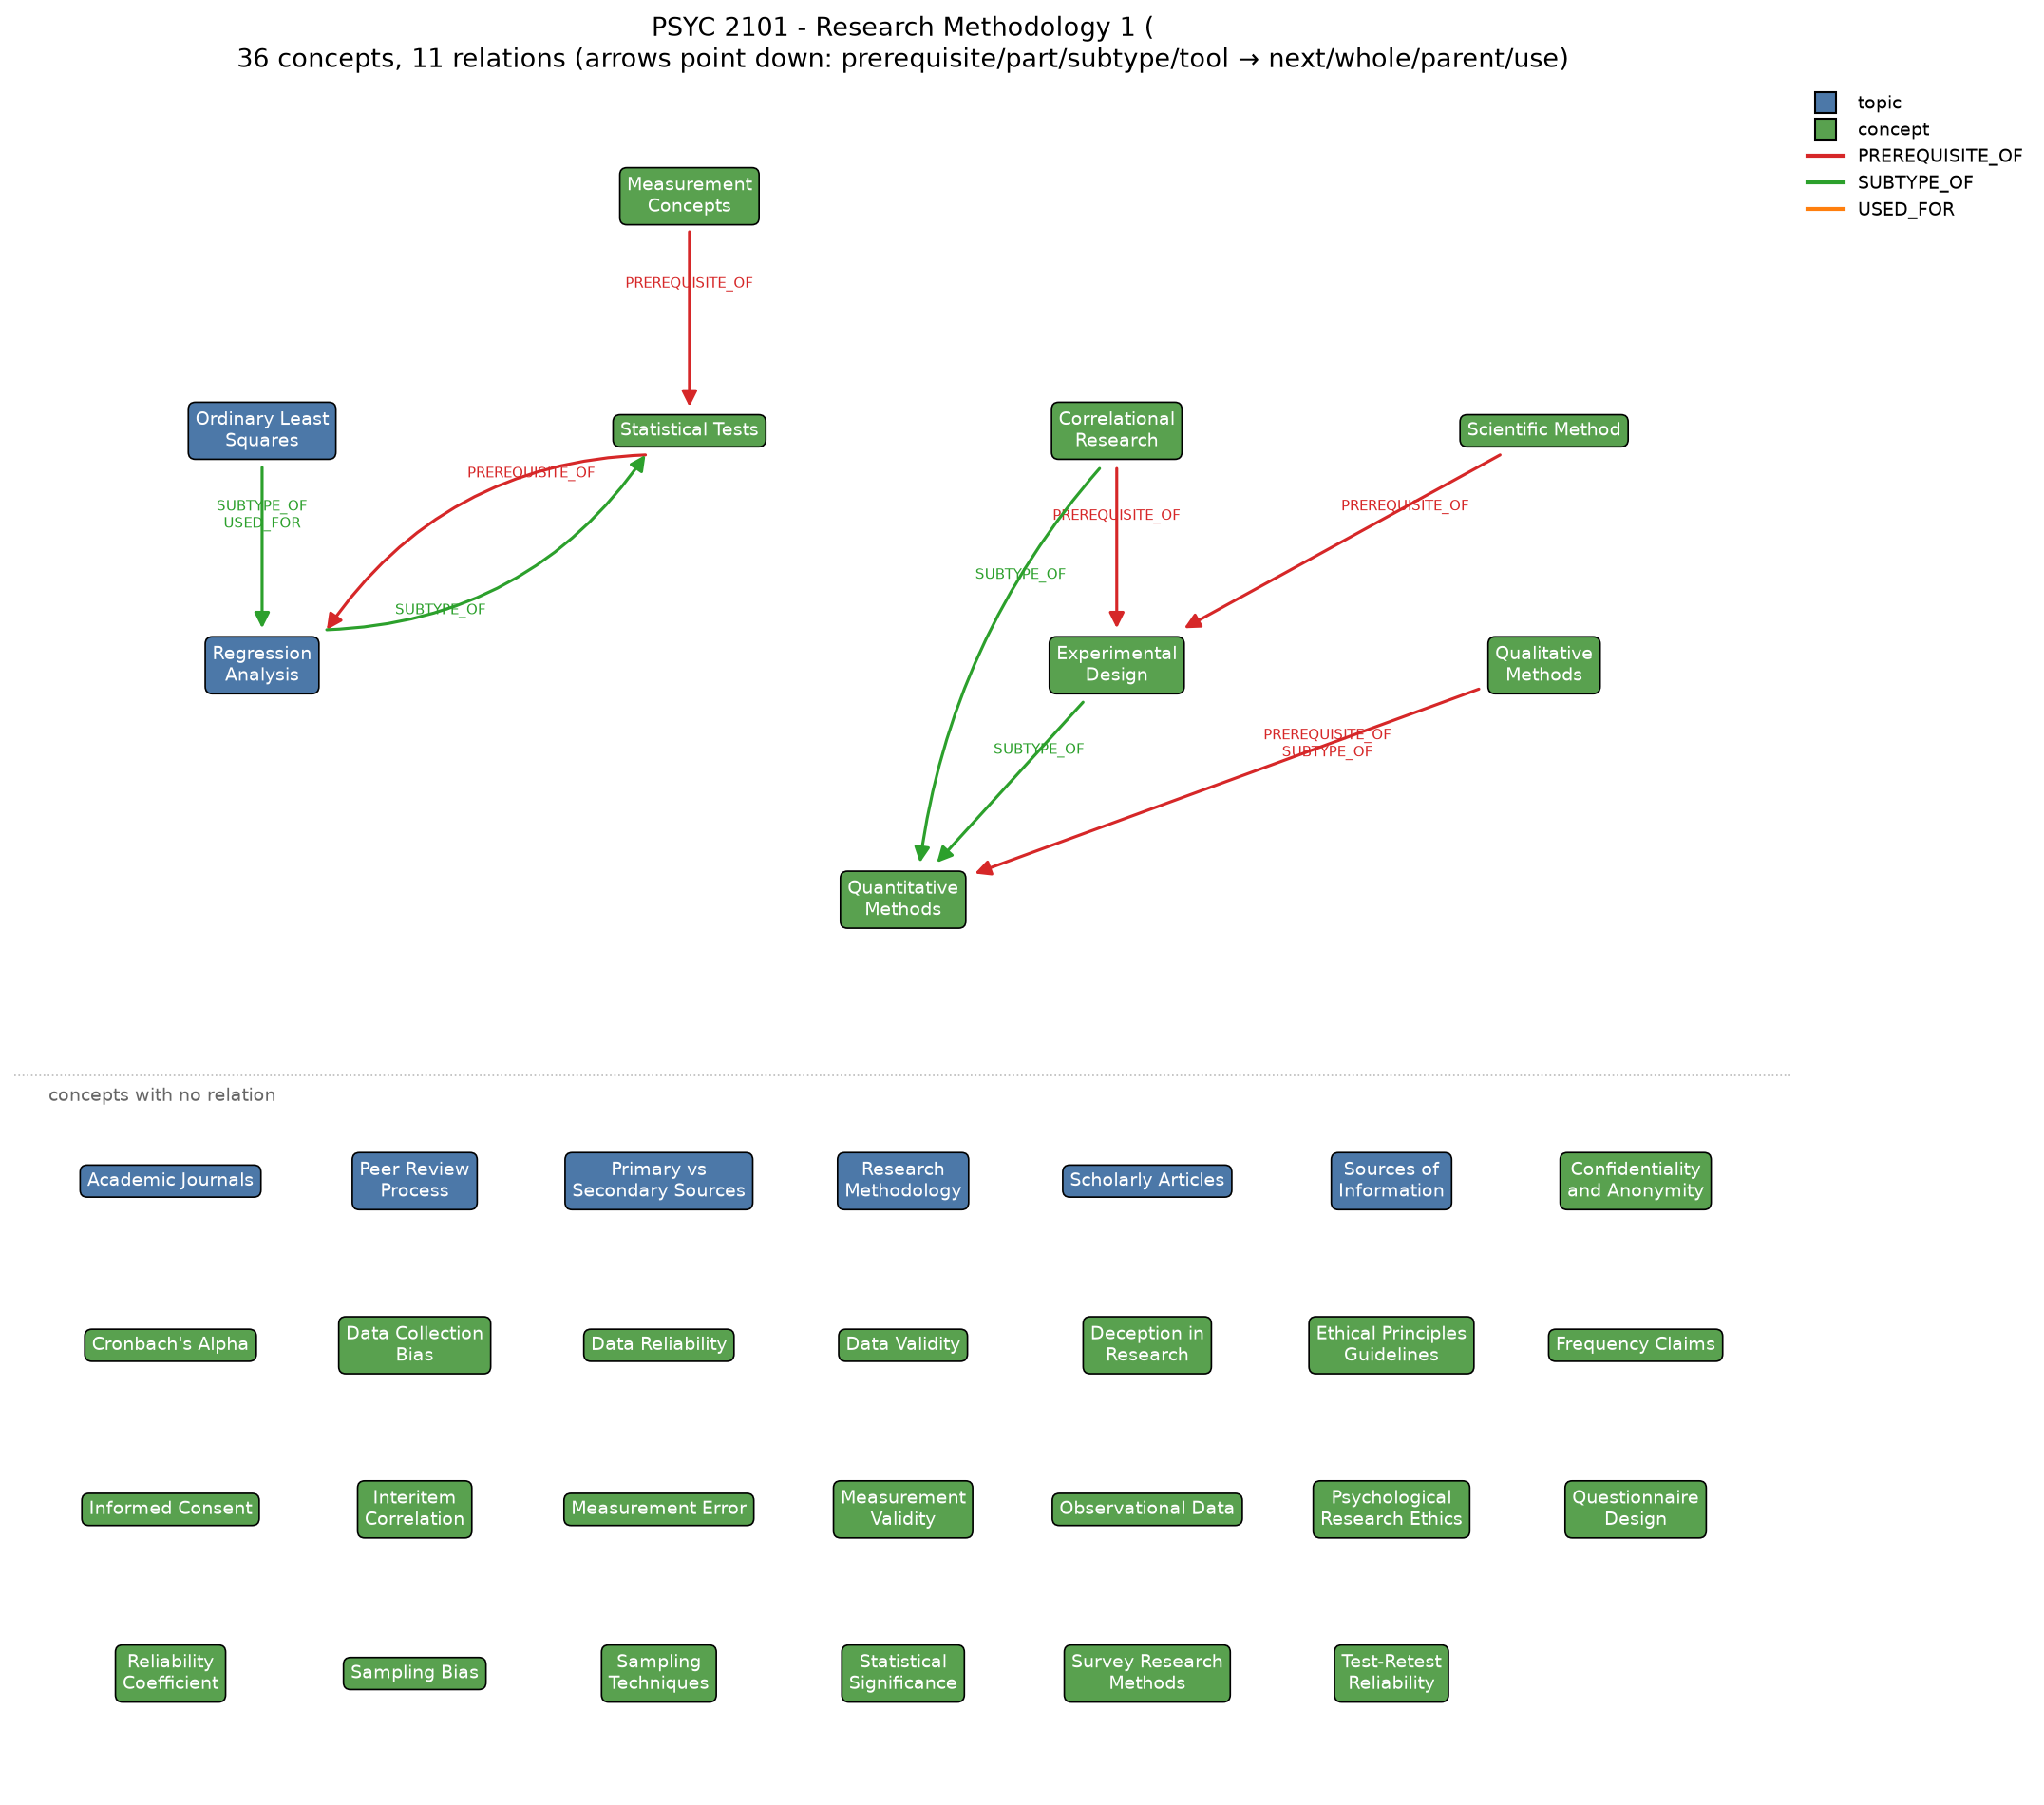 PSYC 2101 - Research Methodology 1 (
36 concepts, 11 relations (arrows point down: prerequisite/part/subtype/tool → next/whole/parent/use)
topic
concept
PREREQUISITE_OF
SUBTYPE_OF
USED_FOR
Measurement
Concepts
PREREQUISITE_OF
Ordinary Least
Squares
Statistical Tests
Correlational
Research
Scientific Method
PREREQUISITE_OF
SUBTYPE_OF
USED_FOR
PREREQUISITE_OF
PREREQUISITE_OF
SUBTYPE_OF
SUBTYPE_OF
Regression
Analysis
Experimental
Design
Qualitative
Methods
SUBTYPE_OF
PREREQUISITE_OF
SUBTYPE_OF
Quantitative
Methods
concepts with no relation
Academic Journals
Peer Review
Process
Primary vs
Secondary Sources
Research
Methodology
Scholarly Articles
Sources of
Information
Confidentiality
and Anonymity
Cronbach's Alpha
Data Collection
Bias
Data Reliability
Data Validity
Deception in
Research
Ethical Principles
Guidelines
Frequency Claims
Informed Consent
Interitem
Correlation
Measurement Error
Measurement
Validity
Observational Data
Psychological
Research Ethics
Questionnaire
Design
Reliability
Coefficient
Sampling Bias
Sampling
Techniques
Statistical
Significance
Survey Research
Methods
Test-Retest
Reliability